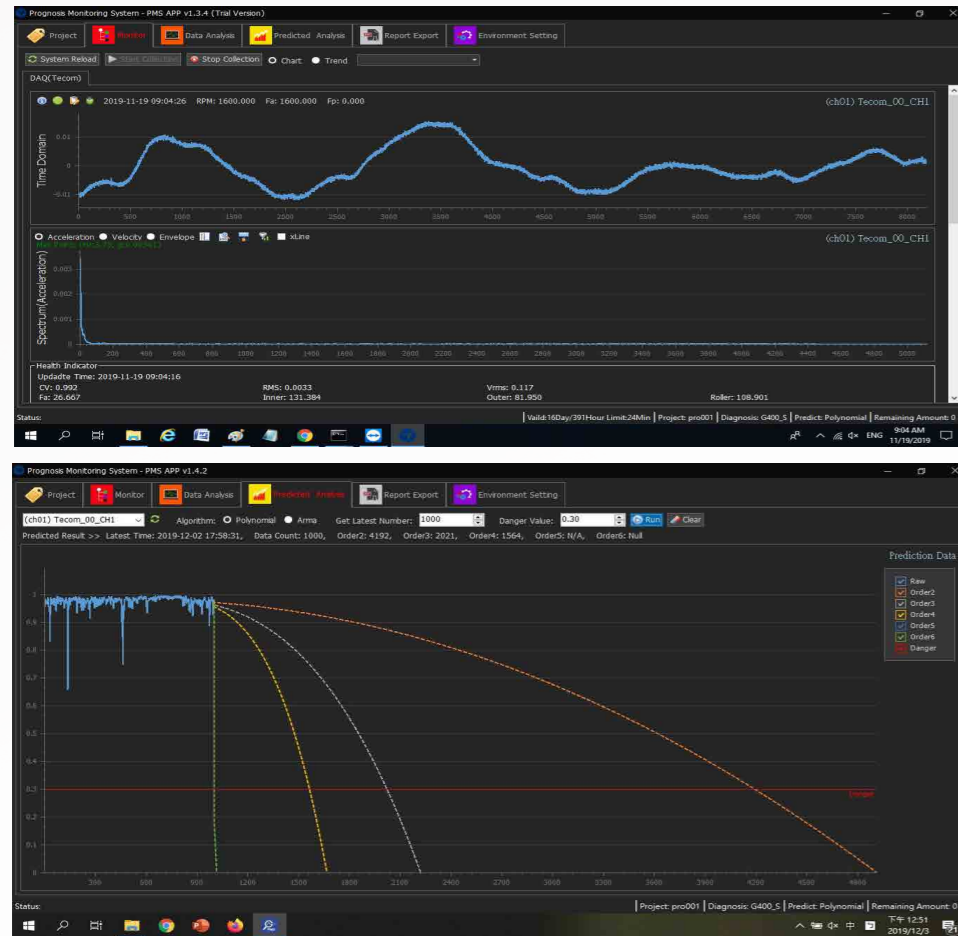 Prognosis Monitoring System - PMS APP v1.3.4 (Trial Version)
Project Monitor Data Analysis Predicted Analysis Report Export Environment Setting
System Reload Start Collection Stop Collection Chart Trend
DAQ(Tecom)
2019-11-19 09:04:26 RPM: 1600.000 Fa: 1600.000 Fp: 0.000 (ch01) Tecom_00_CH1
Time Domain
0.01
0
-0.01
0 500 1000 1500 2000 2500 3000 3500 4000 4500 5000 5500 6000 6500 7000 7500 8000
Acceleration Velocity Envelope xLine (ch01) Tecom_00_CH1
Spectrum(Acceleration)
0.003
0.002
0.001
0
0 200 400 600 800 1000 1200 1400 1600 1800 2000 2200 2400 2600 2800 3000 3200 3400 3600 3800 4000 4200 4400 4600 4800 5000
Health Indicator
Updadte Time: 2019-11-19 09:04:16
CV: 0.992 RMS: 0.0033 Vrms: 0.117
Fa: 26.667 Inner: 131.384 Outer: 81.950 Roller: 108.901
Status: Vaild:16Day/391Hour Limit:24Min Project: pro001 Diagnosis: G400_S Predict: Polynomial Remaining Amount: 0
ENG 9:04 AM
11/19/2019
Prognosis Monitoring System - PMS APP v1.4.2
Project Monitor Data Analysis Predicted Analysis Report Export Environment Setting
(ch01) Tecom_00_CH1 Algorithm: Polynomial Arma Get Latest Number: 1000 Danger Value: 0.30 Run Clear
Predicted Result >> Latest Time: 2019-12-02 17:58:31, Data Count: 1000, Order2: 4192, Order3: 2021, Order4: 1564, Order5: N/A, Order6: Null
Prediction Data
Raw
Order2
Order3
Order4
Order5
Order6
Danger
1
0.9
0.8
0.7
0.6
0.5
0.4
0.3
Danger
0.2
0.1
0
300 600 900 1200 1500 1800 2100 2400 2700 3000 3300 3600 3900 4200 4500 4800
Status: Project: pro001 Diagnosis: G400_S Predict: Polynomial Remaining Amount: 0
中 下午 12:51
2019/12/3 21